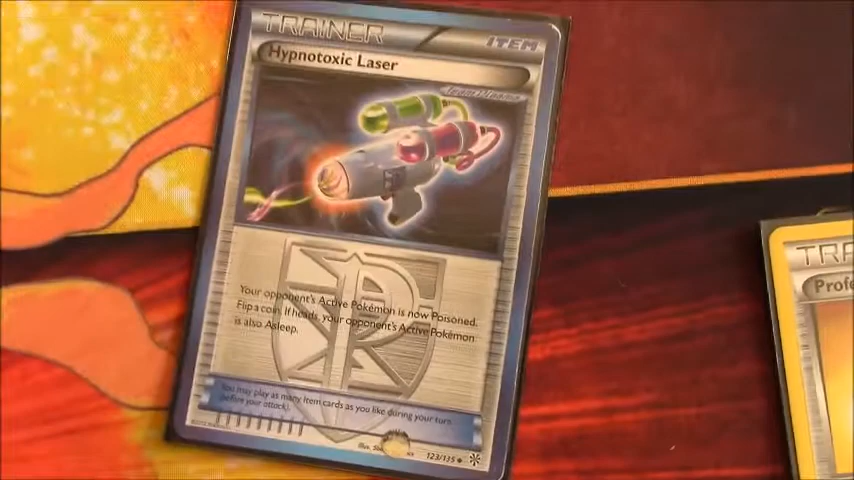 TRAINER
ITEM
Hypnotoxic Laser
Team Plasma
Your opponent's Active Pokémon is now Poisoned.
Flip a coin. If heads, your opponent's Active Pokémon
is also Asleep.
You may play as many Item cards as you like during your turn
(before your attack).
123/135
TRA
Profe